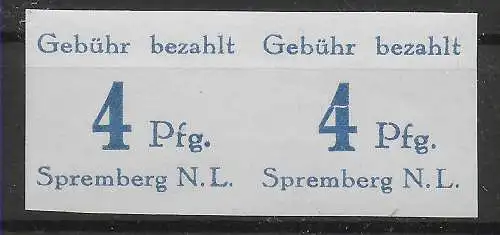 Gebühr bezahlt Gebühr bezahlt
4 Pfg. 4 Pfg.
Spremberg N.L. Spremberg N.L.